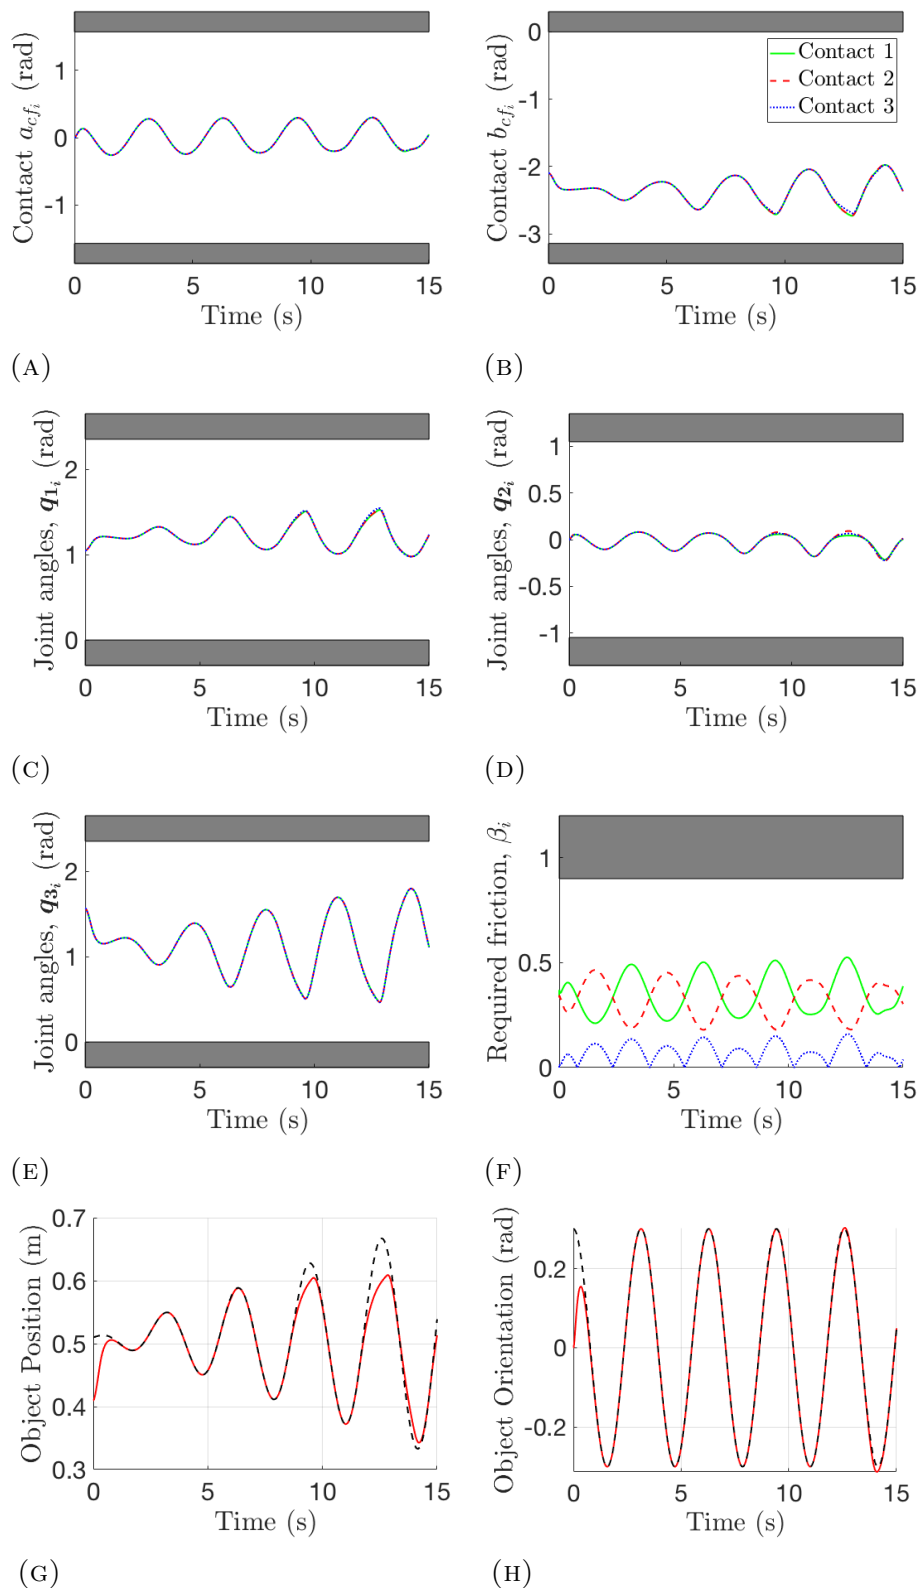 Contact a_{cf_i} (rad)
1
0
-1
0 5 10 15
Time (s)
(A)
Contact b_{cf_i} (rad)
0
-1
-2
-3
Contact 1
Contact 2
Contact 3
0 5 10 15
Time (s)
(B)
Joint angles, q_{1_i} (rad)
2
1
0
0 5 10 15
Time (s)
(C)
Joint angles, q_{2_i} (rad)
1
0.5
0
-0.5
-1
0 5 10 15
Time (s)
(D)
Joint angles, q_{3_i} (rad)
2
1
0
0 5 10 15
Time (s)
(E)
Required friction, β_i
1
0.5
0
0 5 10 15
Time (s)
(F)
Object Position (m)
0.7
0.6
0.5
0.4
0.3
0 5 10 15
Time (s)
(G)
Object Orientation (rad)
0.2
0
-0.2
0 5 10 15
Time (s)
(H)